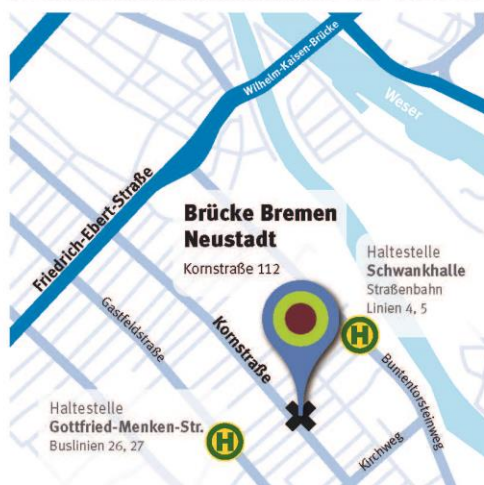 Wilhelm-Kaisen-Brücke
Weser
Friedrich-Ebert-Straße
Brücke Bremen
Neustadt
Kornstraße 112
Haltestelle
Schwankhalle
Straßenbahn
Linien 4, 5
H
Gastfeldstraße
Kornstraße
Buntentorsteinweg
Haltestelle
Gottfried-Menken-Str.
Buslinien 26, 27
H
Kirchweg